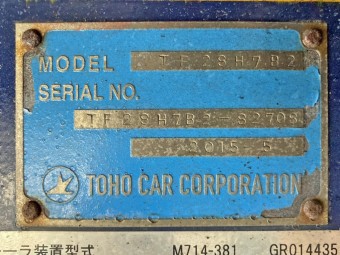 MODEL TF28H7B2
SERIAL NO.
TF28H7B2-82708
2015 5
TOHO CAR CORPORATION
ーラ装置型式 M714-381 GR014435